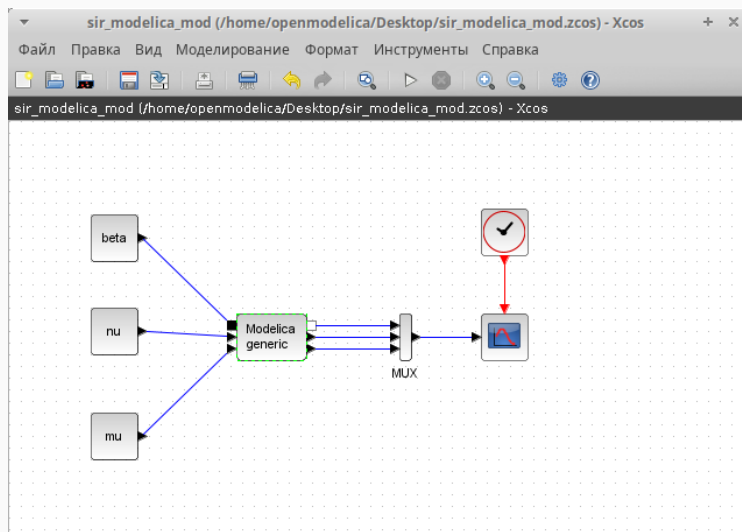 sir_modelica_mod (/home/openmodelica/Desktop/sir_modelica_mod.zcos) - Xcos
Файл Правка Вид Моделирование Формат Инструменты Справка
sir_modelica_mod (/home/openmodelica/Desktop/sir_modelica_mod.zcos) - Xcos
beta
nu
Modelica
generic
MUX
mu